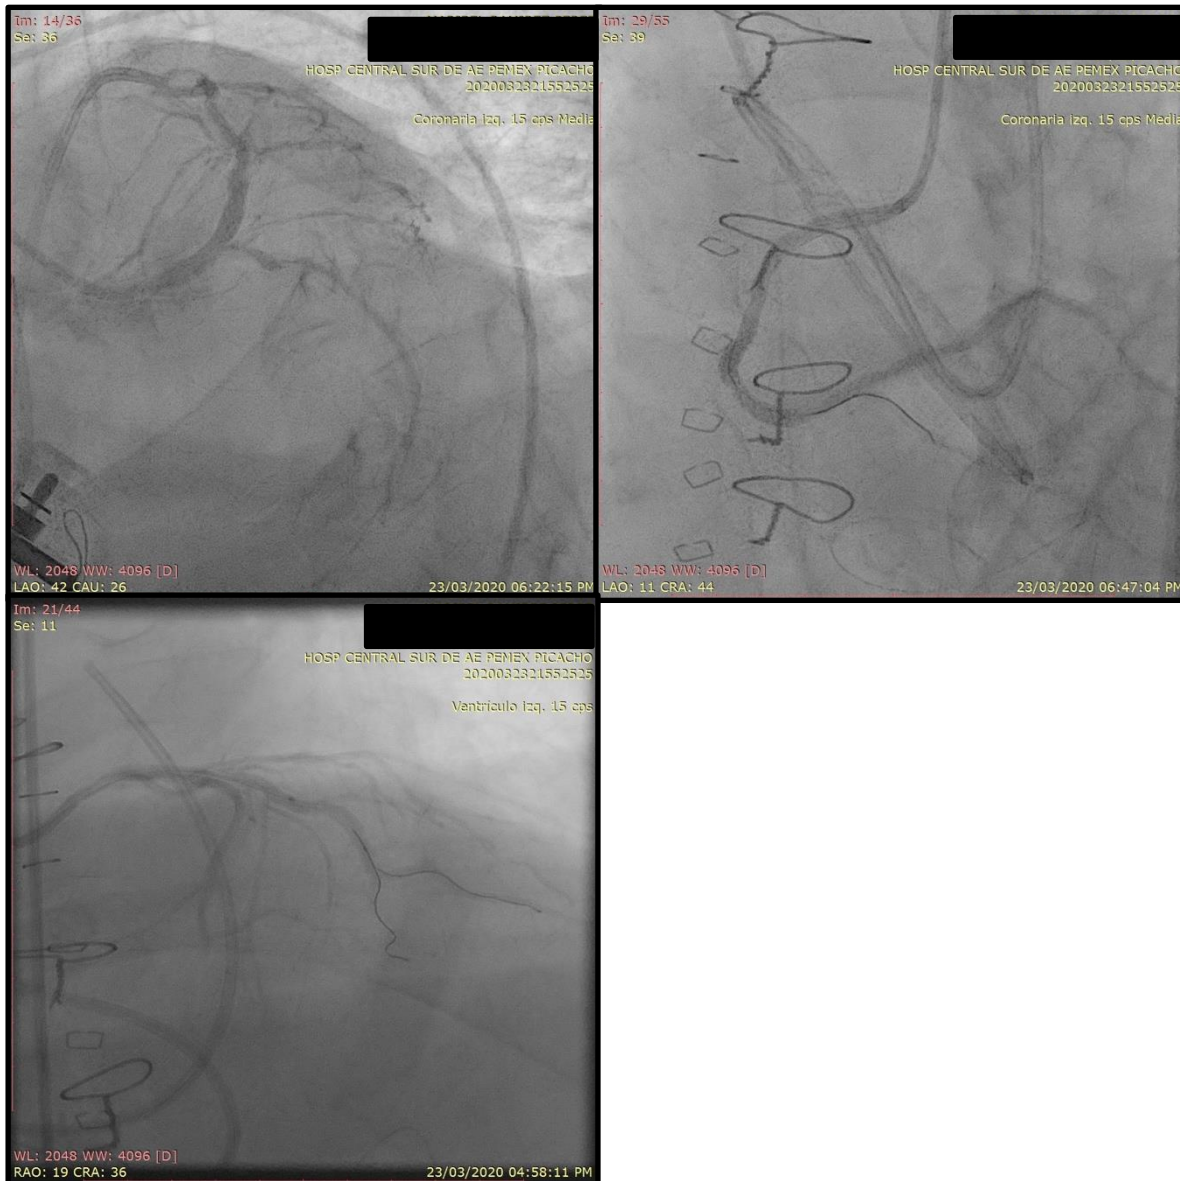 Im: 14/36
Se: 36
HOSP CENTRAL SUR DE AE PEMEX PICACHO
2020032321552525
Coronaria Izq. 15 cps Media
WL: 2048 WW: 4096 [D]
LAO: 42 CAU: 26
23/03/2020 06:22:15 PM
Im: 29/55
Se: 39
HOSP CENTRAL SUR DE AE PEMEX PICACHO
2020032321552525
Coronaria Izq. 15 cps Media
WL: 2048 WW: 4096 [D]
LAO: 11 CRA: 44
23/03/2020 06:47:04 PM
Im: 21/44
Se: 11
HOSP CENTRAL SUR DE AE PEMEX PICACHO
2020032321552525
Ventriculo Izq. 15 cps
WL: 2048 WW: 4096 [D]
RAO: 19 CRA: 36
23/03/2020 04:58:11 PM